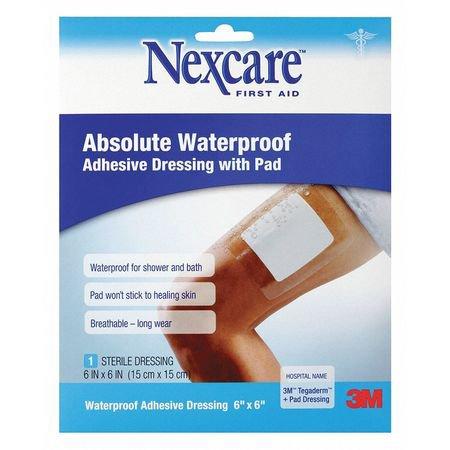 Nexcare™
FIRST AID
Absolute Waterproof
Adhesive Dressing with Pad
Waterproof for shower and bath
Pad won't stick to healing skin
Breathable – long wear
1 STERILE DRESSING
6 IN x 6 IN (15 cm x 15 cm)
HOSPITAL NAME
3M™ Tegaderm™
+ Pad Dressing
3M
Waterproof Adhesive Dressing 6" x 6"